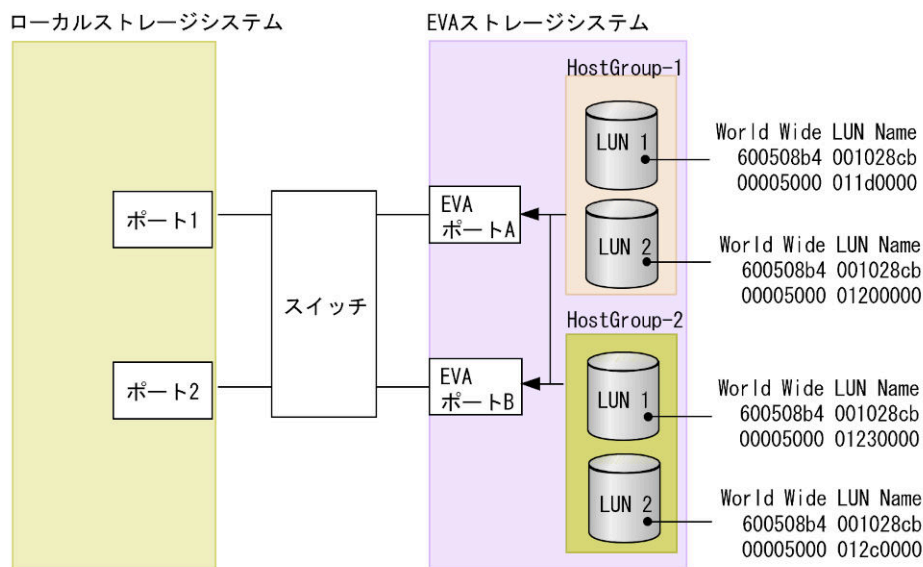 ローカルストレージシステム
EVAストレージシステム
HostGroup-1
LUN 1
World Wide LUN Name
600508b4 001028cb
00005000 011d0000
ポート1
EVA
ポートA
LUN 2
World Wide LUN Name
600508b4 001028cb
00005000 01200000
スイッチ
HostGroup-2
ポート2
EVA
ポートB
LUN 1
World Wide LUN Name
600508b4 001028cb
00005000 01230000
LUN 2
World Wide LUN Name
600508b4 001028cb
00005000 012c0000